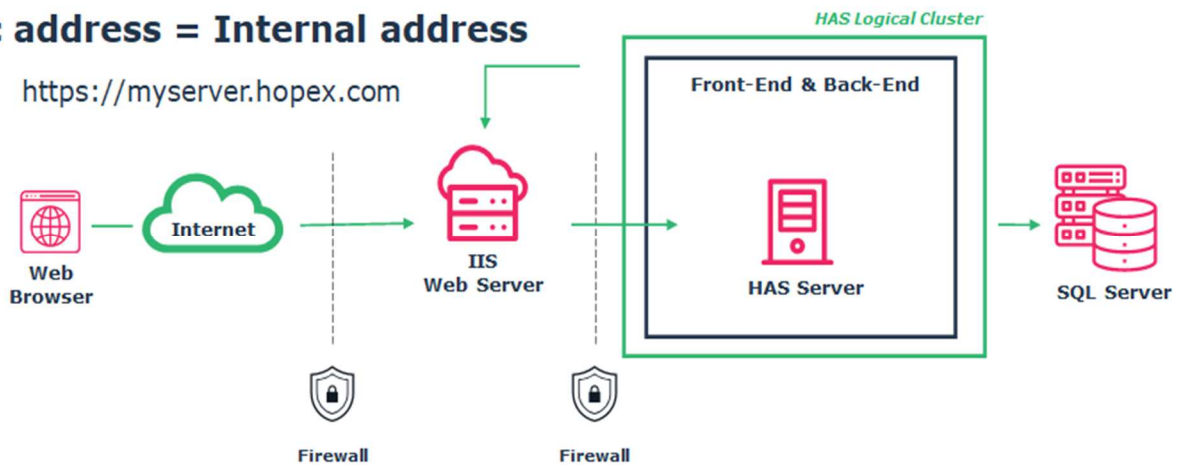 : address = Internal address
https://myserver.hopex.com
HAS Logical Cluster
Front-End & Back-End
Internet
Web
Browser
IIS
Web Server
HAS Server
SQL Server
Firewall
Firewall